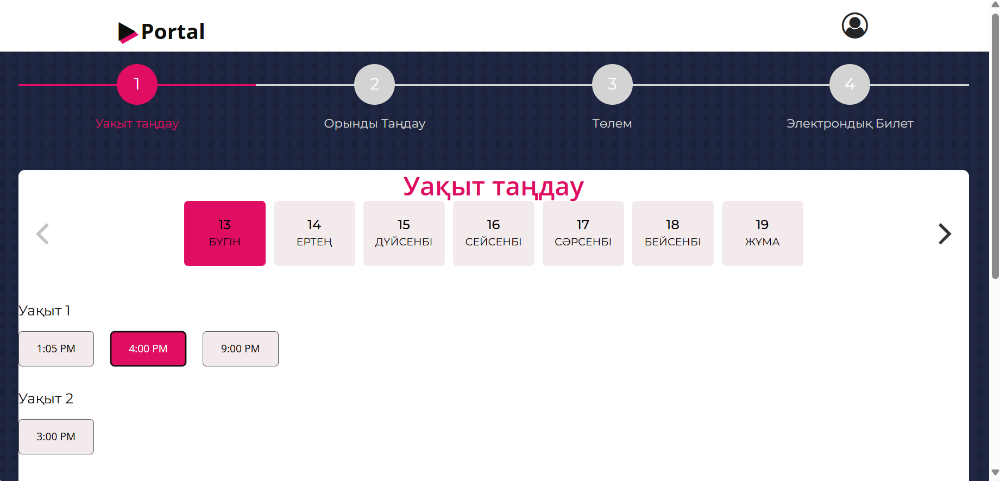 Portal
1
2
3
4
Уақыт таңдау
Орынды Таңдау
Төлем
Электрондық Билет
Уақыт таңдау
13
БҮГІН
14
ЕРТЕҢ
15
ДҮЙСЕНБІ
16
СЕЙСЕНБІ
17
СӘРСЕНБІ
18
БЕЙСЕНБІ
19
ЖҰМА
Уақыт 1
1:05 PM
4:00 PM
9:00 PM
Уақыт 2
3:00 PM